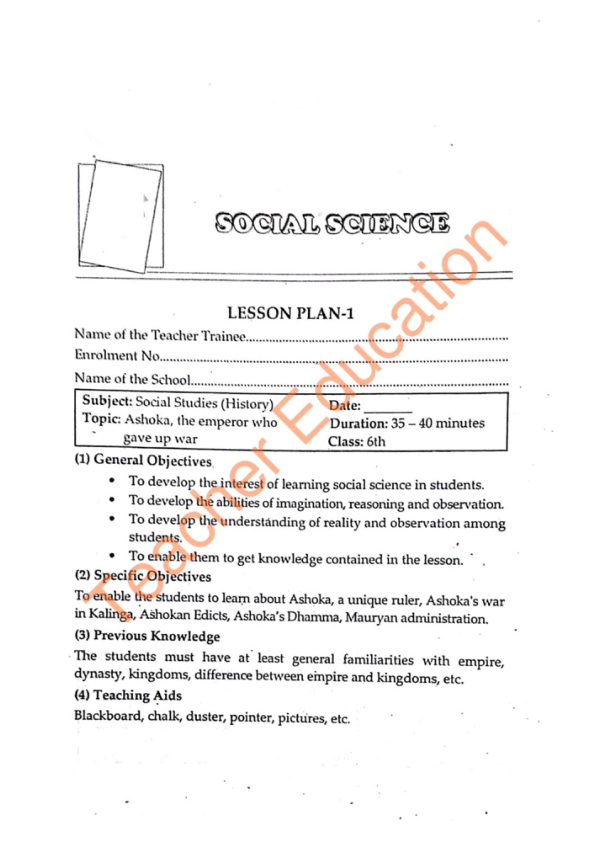 SOCIAL SCIENCE
LESSON PLAN-1
Name of the Teacher Trainee........................................................................
Enrolment No........................................................................
Name of the School........................................................................
Subject: Social Studies (History)
Topic: Ashoka, the emperor who
gave up war
Date: ________
Duration: 35 – 40 minutes
Class: 6th
(1) General Objectives
• To develop the interest of learning social science in students.
• To develop the abilities of imagination, reasoning and observation.
• To develop the understanding of reality and observation among
students.
• To enable them to get knowledge contained in the lesson.
(2) Specific Objectives
To enable the students to learn about Ashoka, a unique ruler, Ashoka's war
in Kalinga, Ashokan Edicts, Ashoka's Dhamma, Mauryan administration.
(3) Previous Knowledge
The students must have at least general familiarities with empire,
dynasty, kingdoms, difference between empire and kingdoms, etc.
(4) Teaching Aids
Blackboard, chalk, duster, pointer, pictures, etc.
Teacher Education